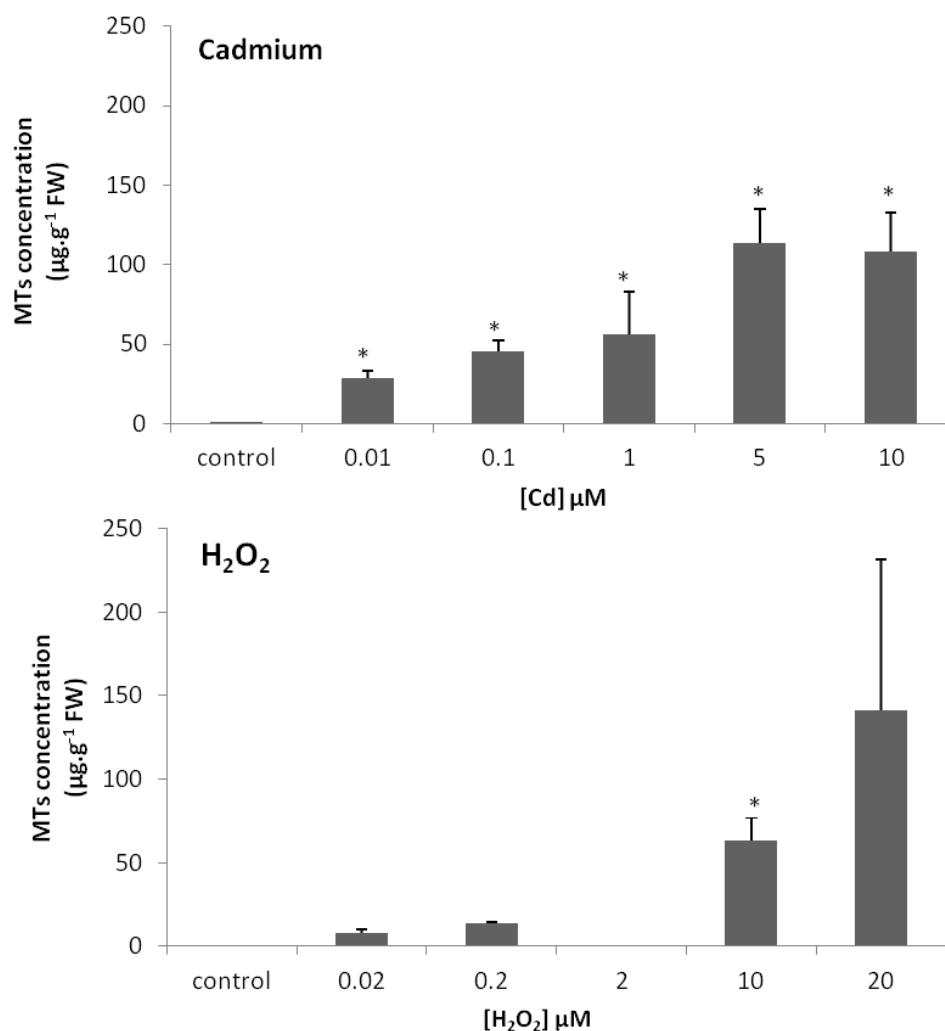 250
Cadmium
200
150
100
50
0
MTs concentration
(µg.g⁻¹ FW)
* * * * *
control 0.01 0.1 1 5 10
[Cd] µM
250
H₂O₂
200
150
100
50
0
MTs concentration
(µg.g⁻¹ FW)
*
control 0.02 0.2 2 10 20
[H₂O₂] µM